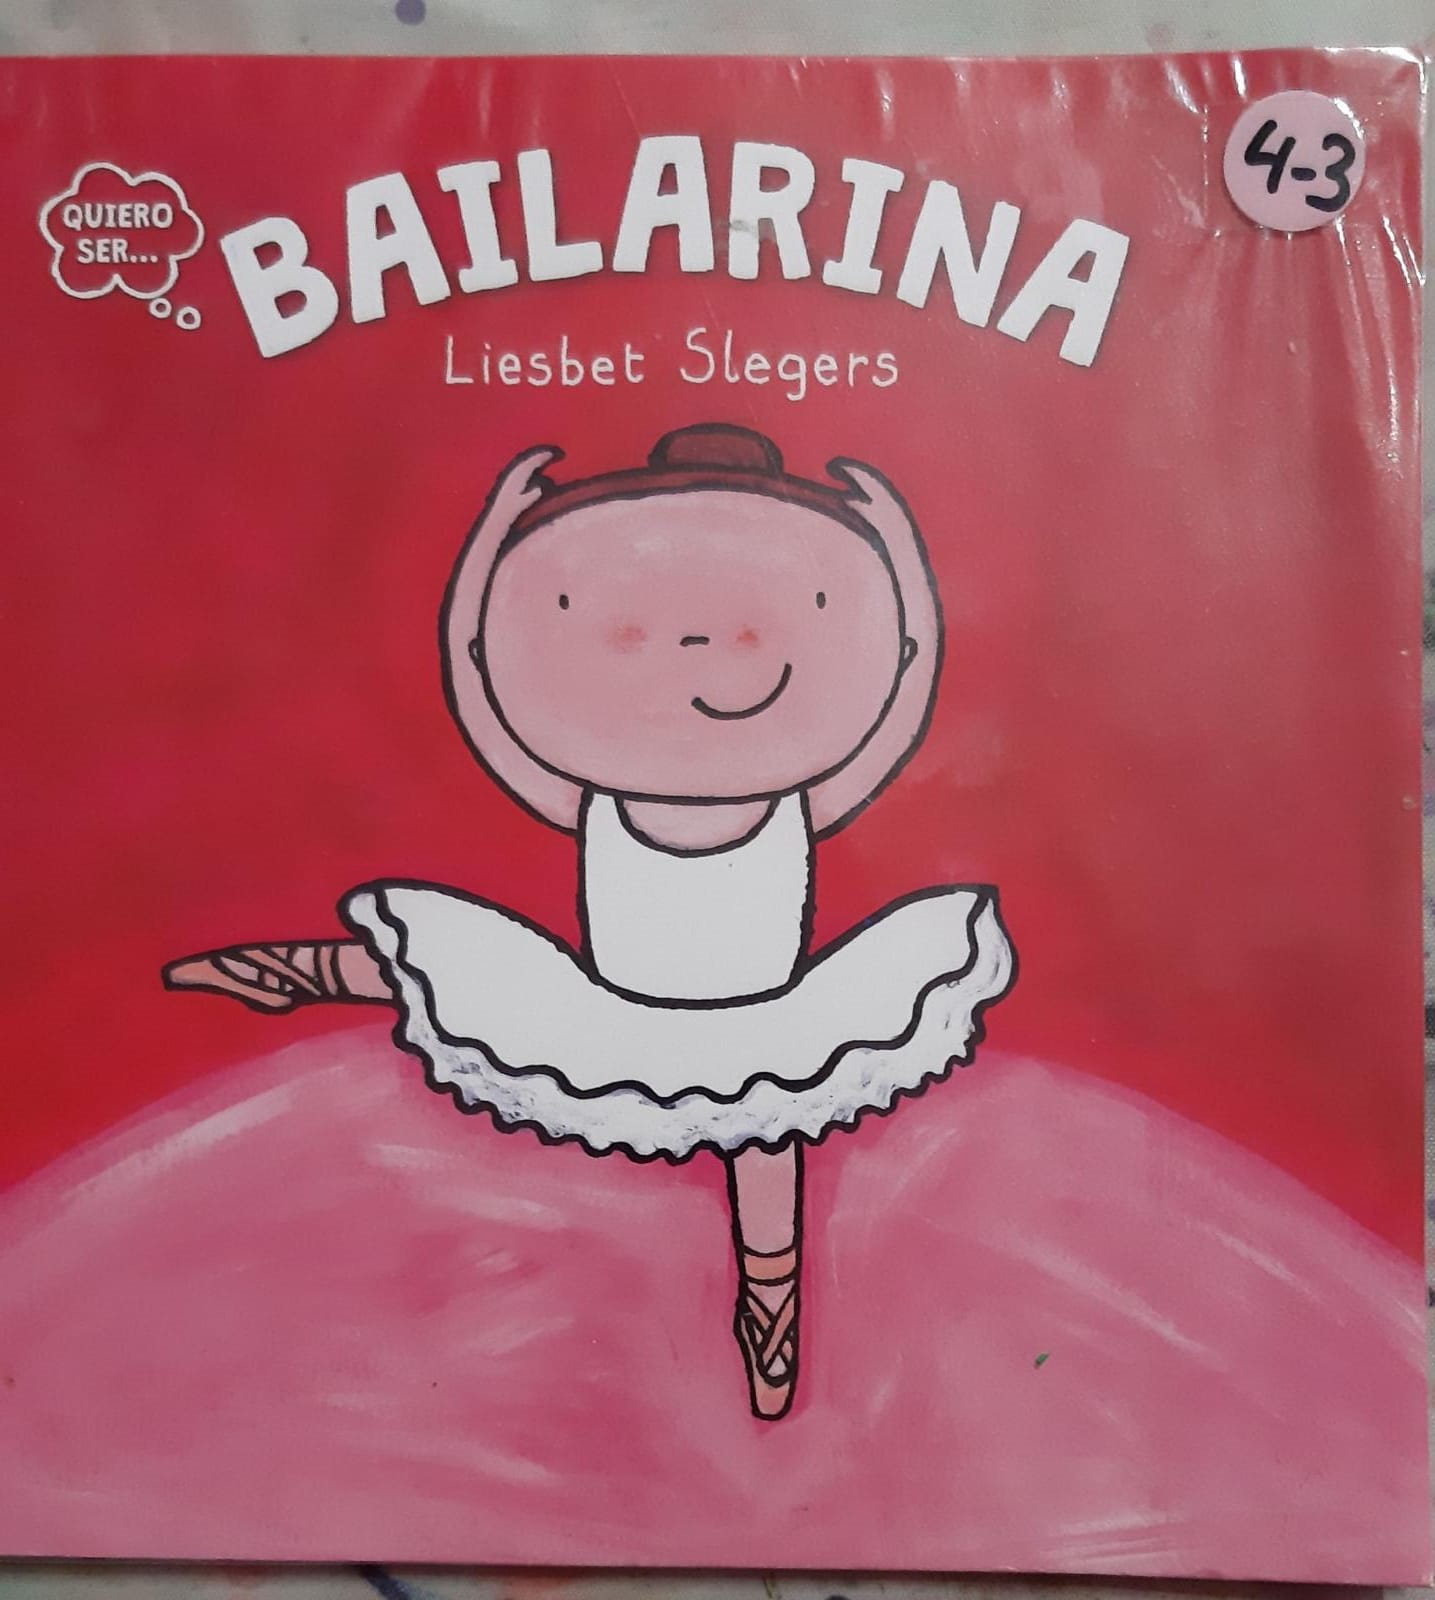 QUIERO
SER...
BAILARINA
Liesbet Slegers
4-3